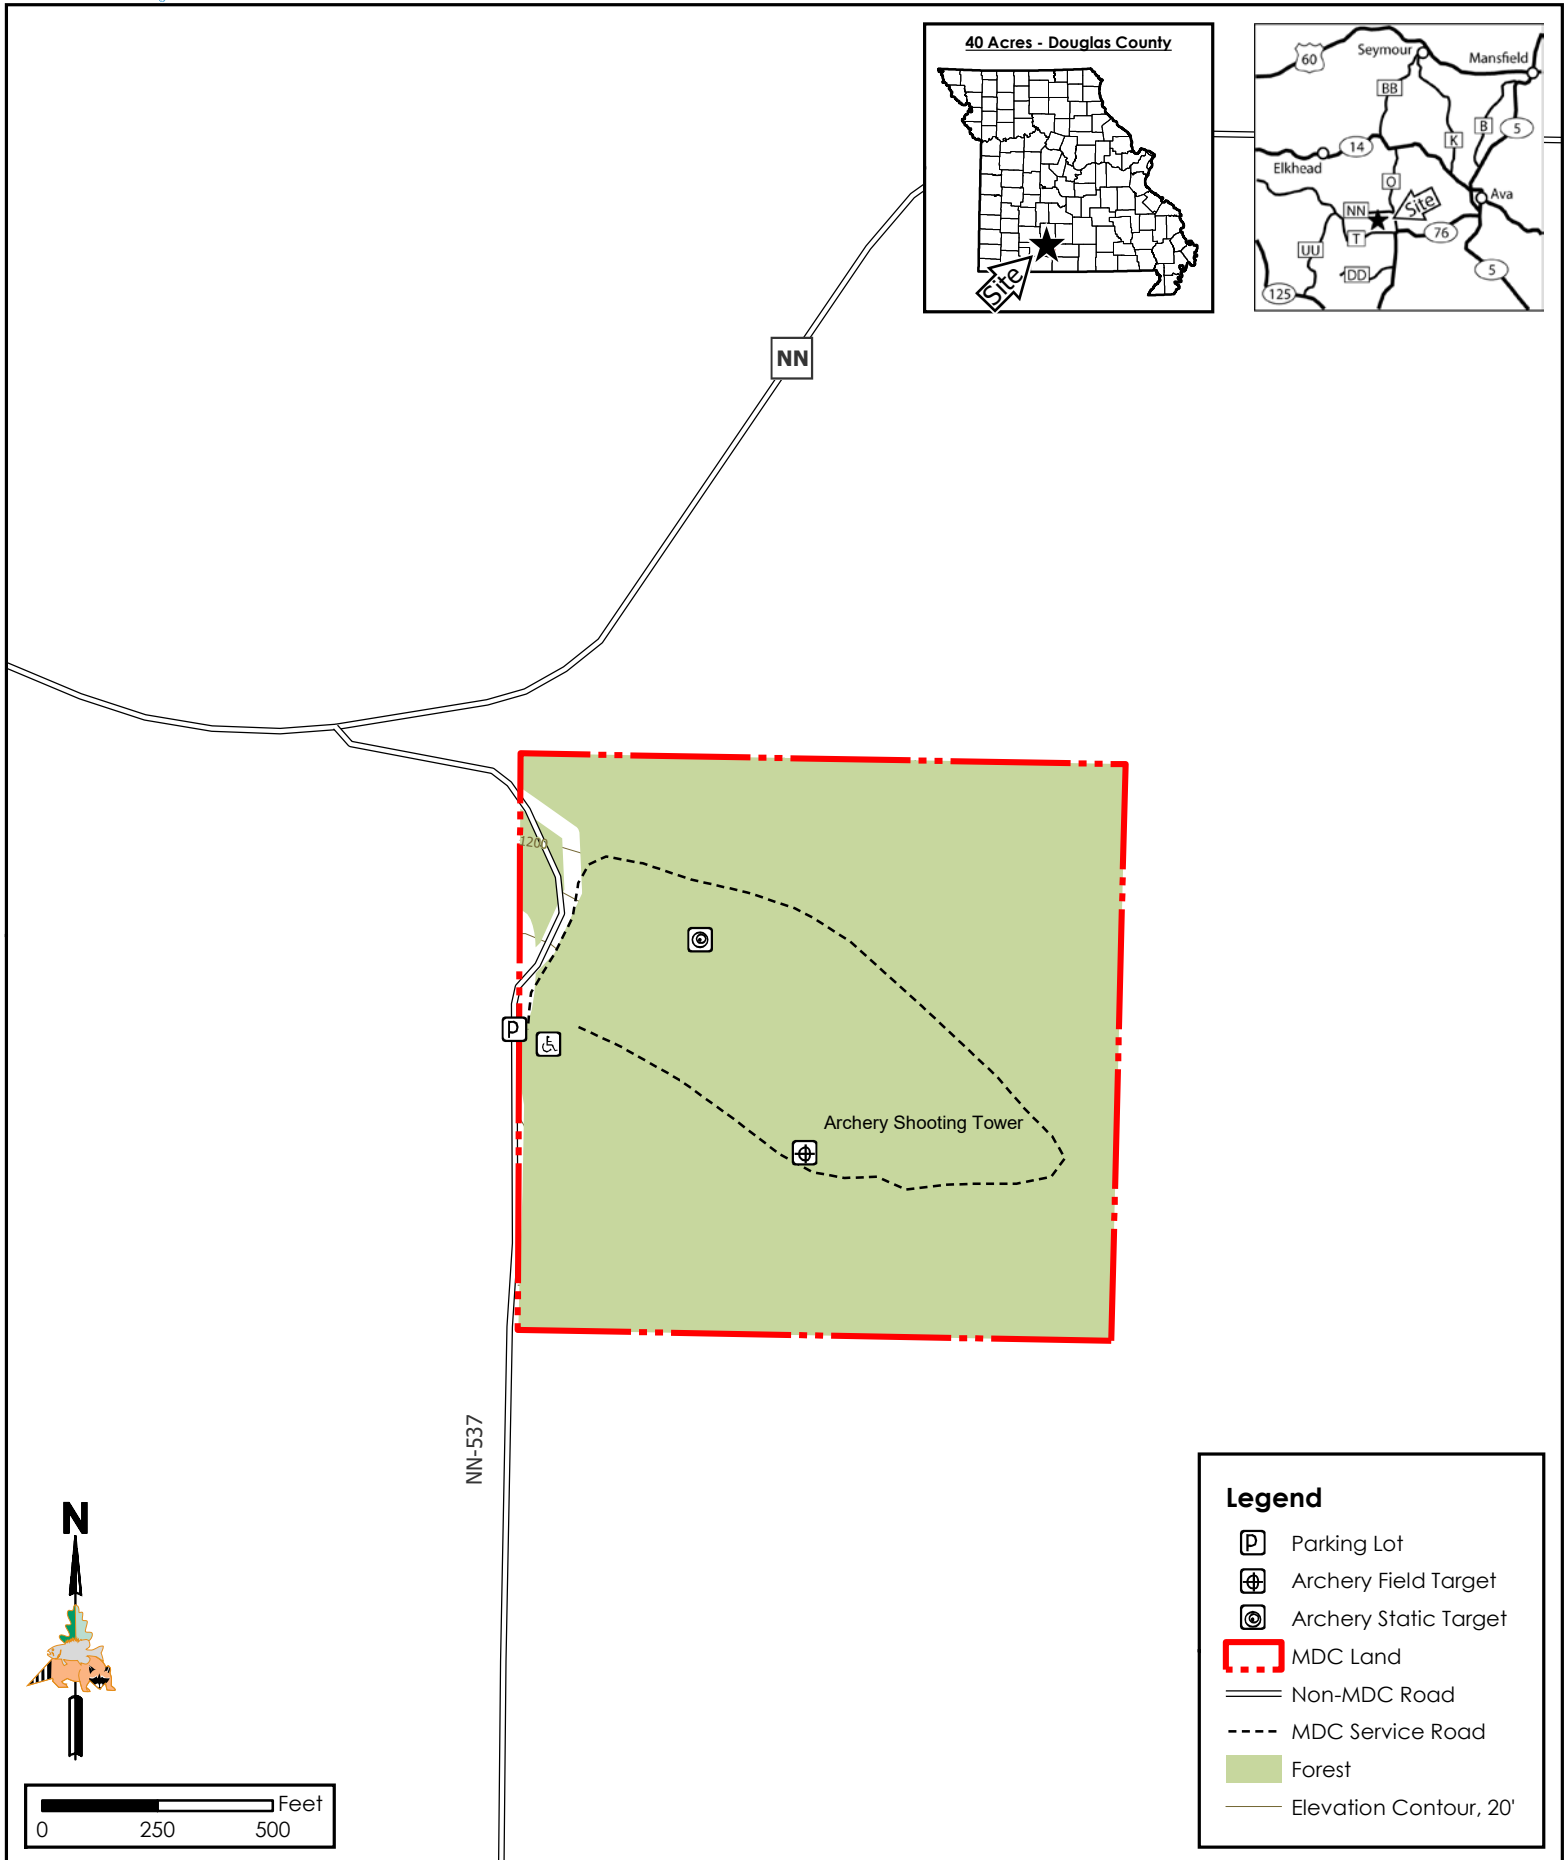 40 Acres - Douglas County
Site
60
Seymour
Mansfield
BB
B
5
K
14
Elkhead
O
Ava
NN
Site
T
76
UU
DD
5
125
NN
1200
P
Archery Shooting Tower
NN-537
N
Feet
0 250 500
Legend
P Parking Lot
Archery Field Target
Archery Static Target
MDC Land
Non-MDC Road
MDC Service Road
Forest
Elevation Contour, 20'